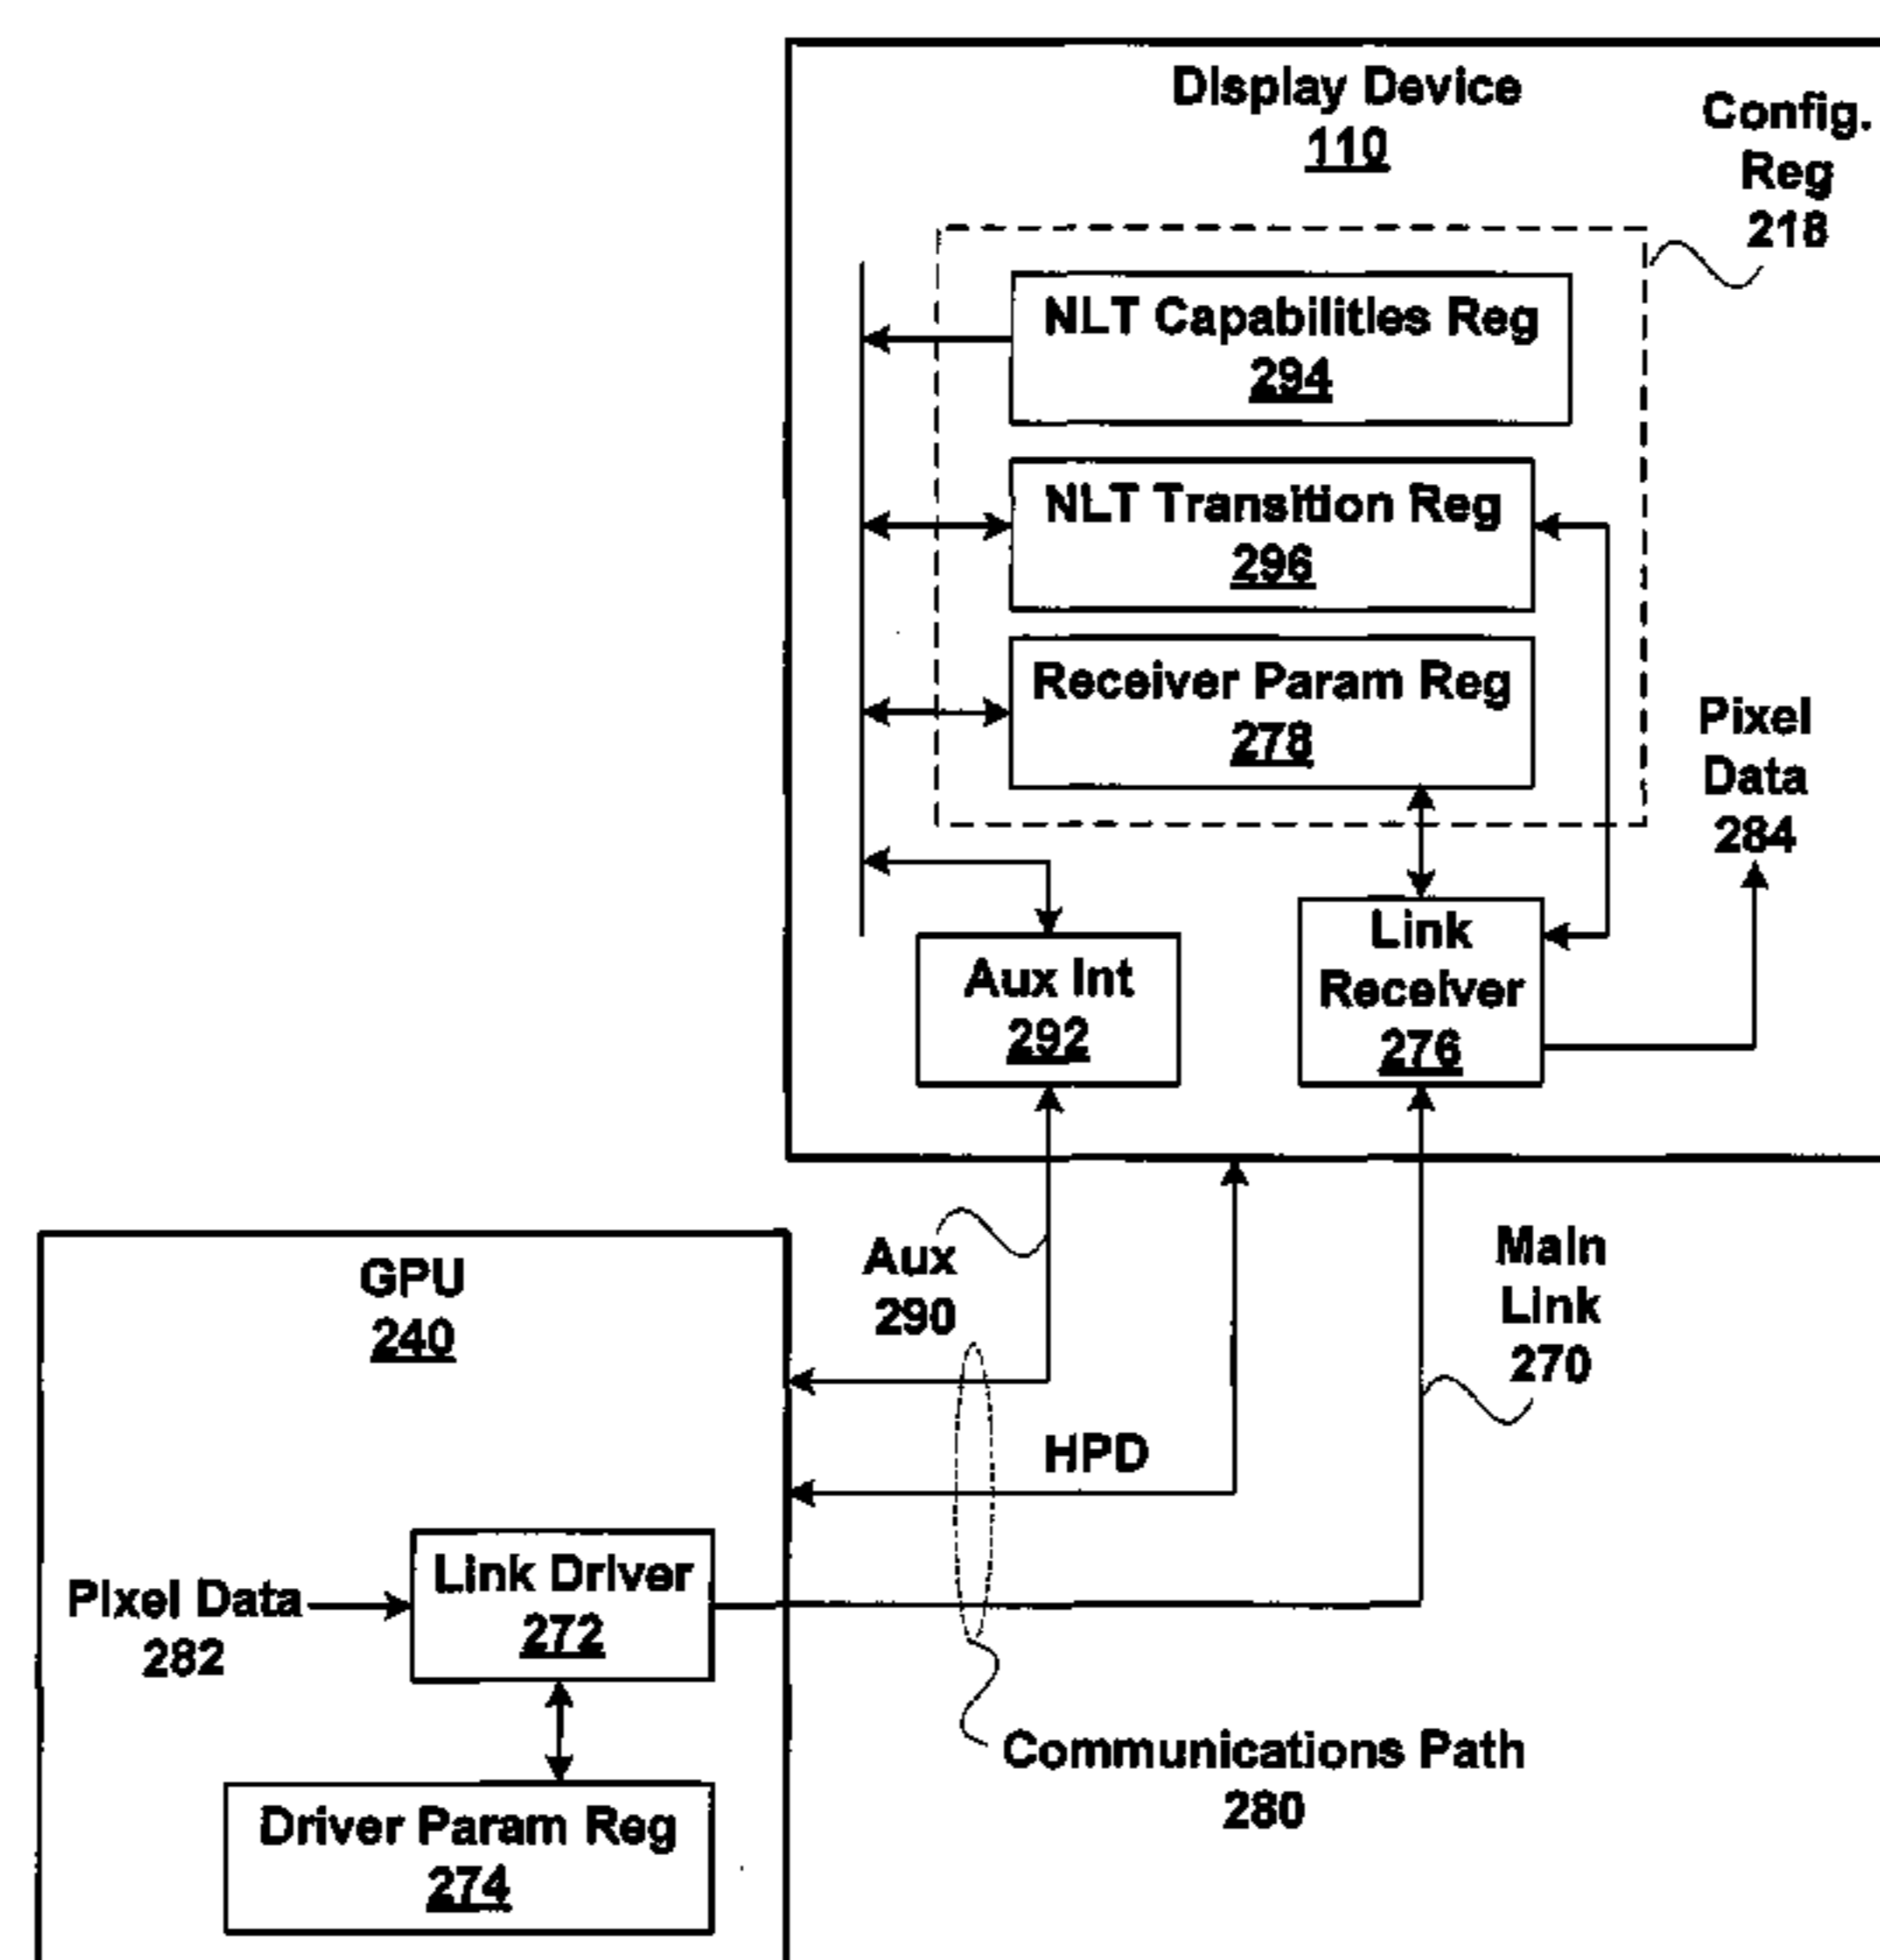 Display Device
110
Config.
Reg
218
NLT Capabilities Reg
294
NLT Transition Reg
296
Receiver Param Reg
278
Pixel
Data
284
Aux Int
292
Link
Receiver
276
Aux
290
Main
Link
270
GPU
240
HPD
Pixel Data
282
Link Driver
272
Communications Path
280
Driver Param Reg
274